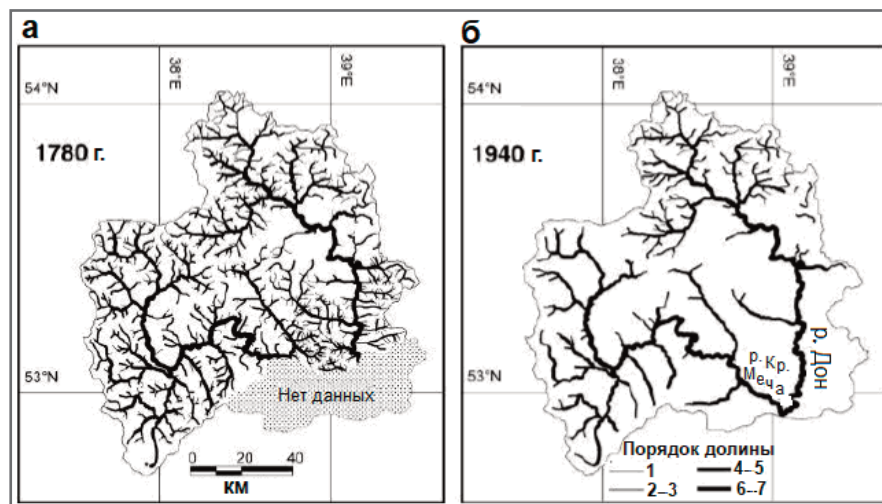 а
38°E
39°E
54°N
1780 г.
53°N
Нет данных
0 20 40
км
б
38°E
39°E
54°N
1940 г.
53°N
р. Кр.
Меча
р. Дон
Порядок долины
1 4–5
2–3 6–7